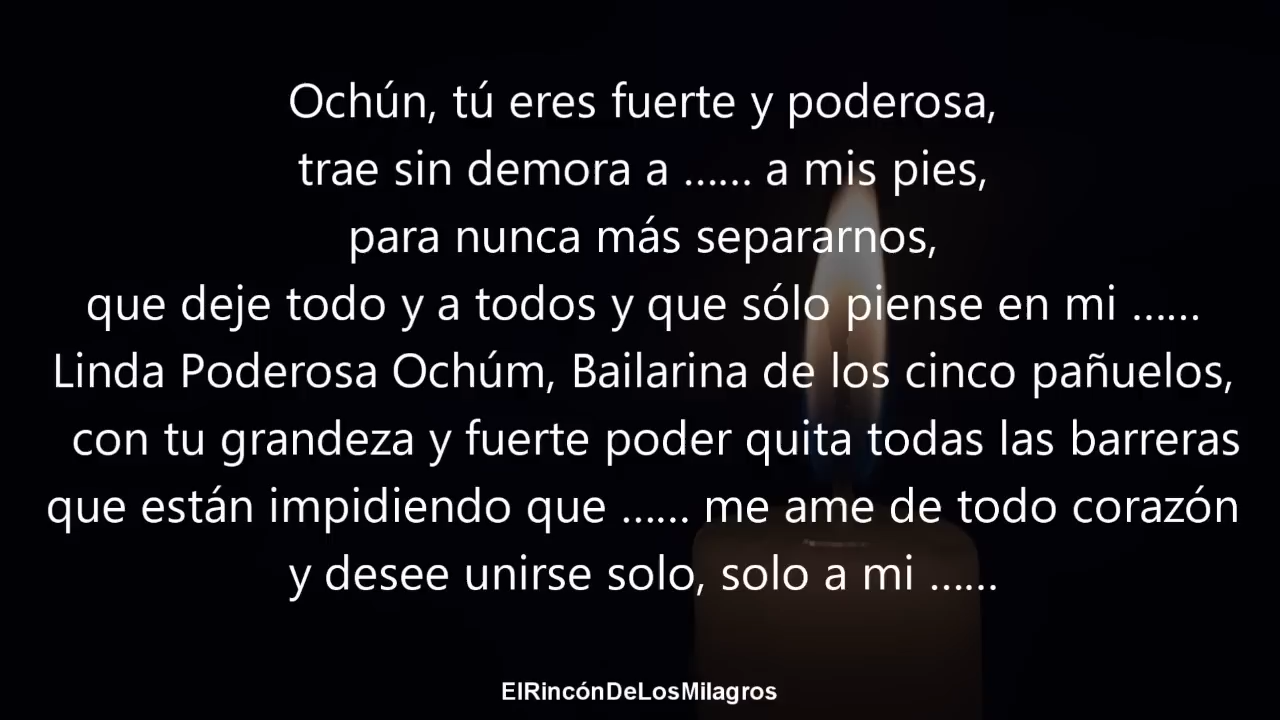 Ochún, tú eres fuerte y poderosa,
trae sin demora a ...... a mis pies,
para nunca más separarnos,
que deje todo y a todos y que sólo piense en mi ......
Linda Poderosa Ochúm, Bailarina de los cinco pañuelos,
con tu grandeza y fuerte poder quita todas las barreras
que están impidiendo que ...... me ame de todo corazón
y desee unirse solo, solo a mi ......
ElRincónDeLosMilagros